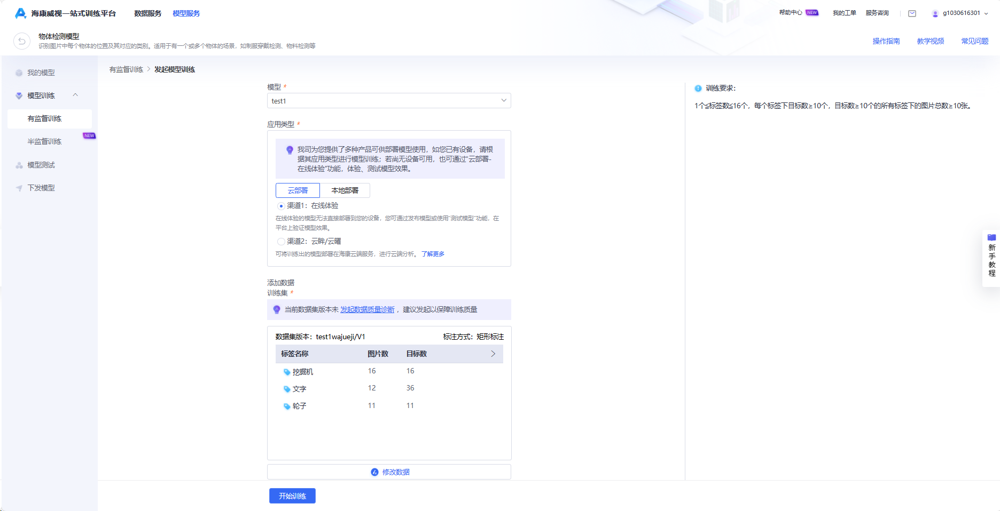 海康威视一站式训练平台
数据服务
模型服务
帮助中心
NEW
我的工单
服务咨询
g1030616301
物体检测模型
识别图片中每个物体的位置及其对应的类别。适用于有一个或多个物体的场景，如制服穿戴检测、物料检测等
操作指南
教学视频
常见问题
我的模型
模型训练
有监督训练
半监督训练
NEW
模型测试
下发模型
有监督训练 > 发起模型训练
模型 *
test1
应用类型 *
我司为您提供了多种产品可供部署模型使用，如您已有设备，请根
据其应用类型进行模型训练；若尚无设备可用，也可通过“云部署-
在线体验”功能，体验、测试模型效果。
云部署
本地部署
渠道1：在线体验
在线体验的模型无法直接部署到您的设备，您可通过发布模型或使用“测试模型”功能，在
平台上验证模型效果。
渠道2：云眸/云曜
可将训练出的模型部署在海康云端服务，进行云端分析。 了解更多
添加数据
训练集 *
当前数据集版本未 发起数据质量诊断 ，建议发起以保障训练质量
数据集版本：test1wajueji/V1
标注方式：矩形标注
标签名称 图片数 目标数
挖掘机 16 16
文字 12 36
轮子 11 11
修改数据
开始训练
训练要求：
1个≤标签数≤16个，每个标签下目标数≥10个，目标数≥10个的所有标签下的图片总数≥10张。
新
手
教
程